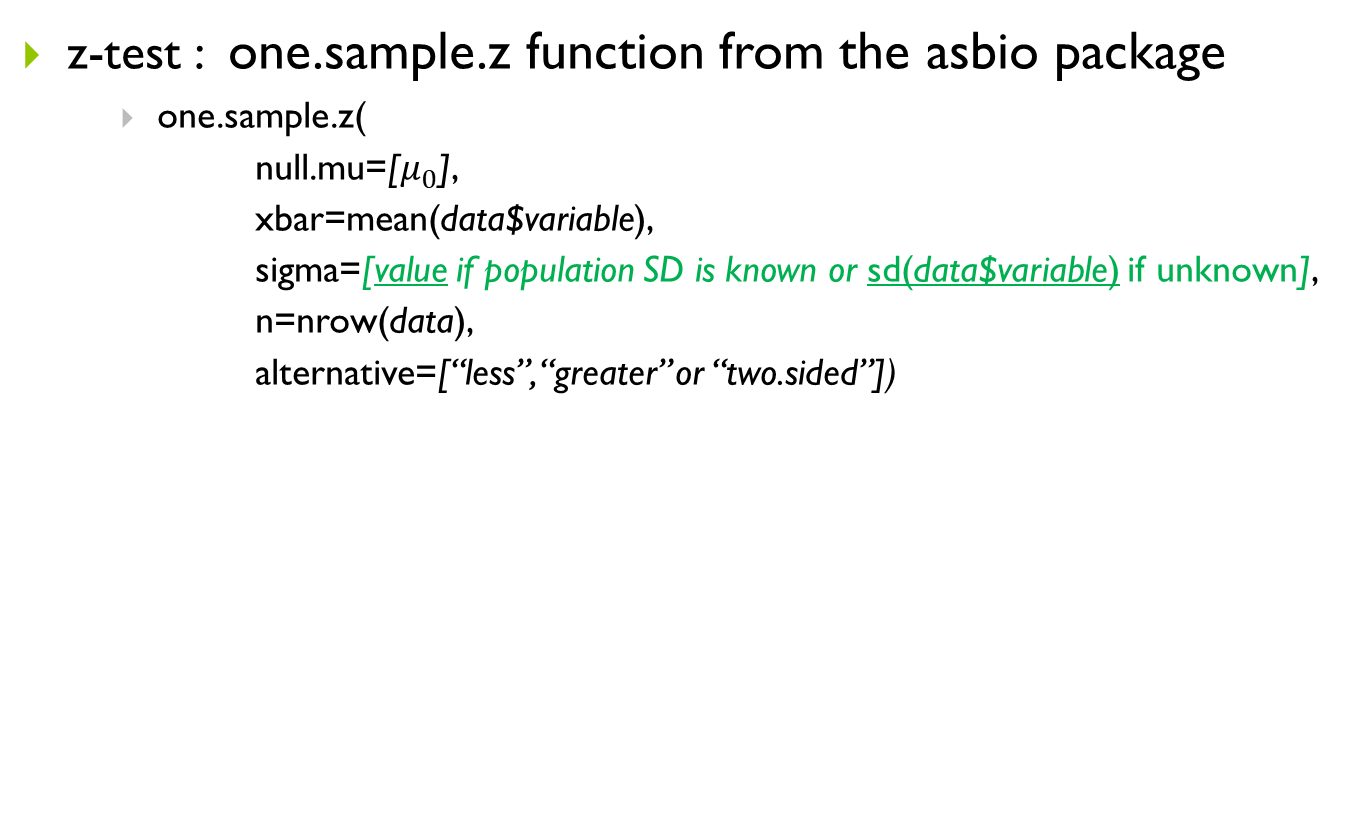 z-test : one.sample.z function from the asbio package
one.sample.z(
null.mu=[μ₀],
xbar=mean(data$variable),
sigma=[value if population SD is known or sd(data$variable) if unknown],
n=nrow(data),
alternative=[“less”, “greater” or “two.sided”])